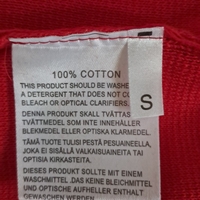 100% COTTON
THIS PRODUCT SHOULD BE WASHED
A DETERGENT THAT DOES NOT CO
BLEACH OR OPTICAL CLARIFIERS.
DENNA PRODUKT SKALL TVÄTTAS
TVÄTTMEDEL SOM INTE INNEHÅLLER
BLEKMEDEL ELLER OPTISKA KLARMEDEL.
TÄMÄ TUOTE TULISI PESTÄ PESUAINEELLA,
JOKA EI SISÄLLÄ VALKAISUAINEITA TAI
OPTISIA KIRKASTEITA.
DIESES PRODUKT SOLLTE MIT EINEM
WASCHMITTEL, DAS KEINE BLEICHMITTEL
UND OPTISCHE AUFHELLER ENTHÄLT
GEWASCHEN WERDEN.
S